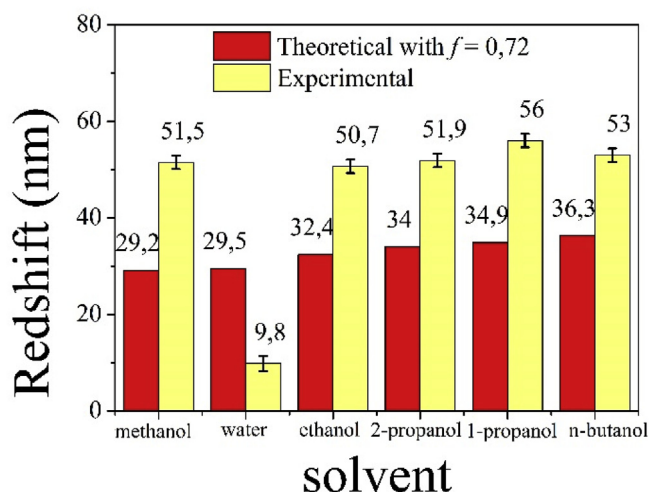 80
60
40
20
0
Redshift (nm)
Theoretical with f = 0,72
Experimental
29,2
51,5
29,5
9,8
32,4
50,7
34
51,9
34,9
56
36,3
53
methanol
water
ethanol
2-propanol
1-propanol
n-butanol
solvent